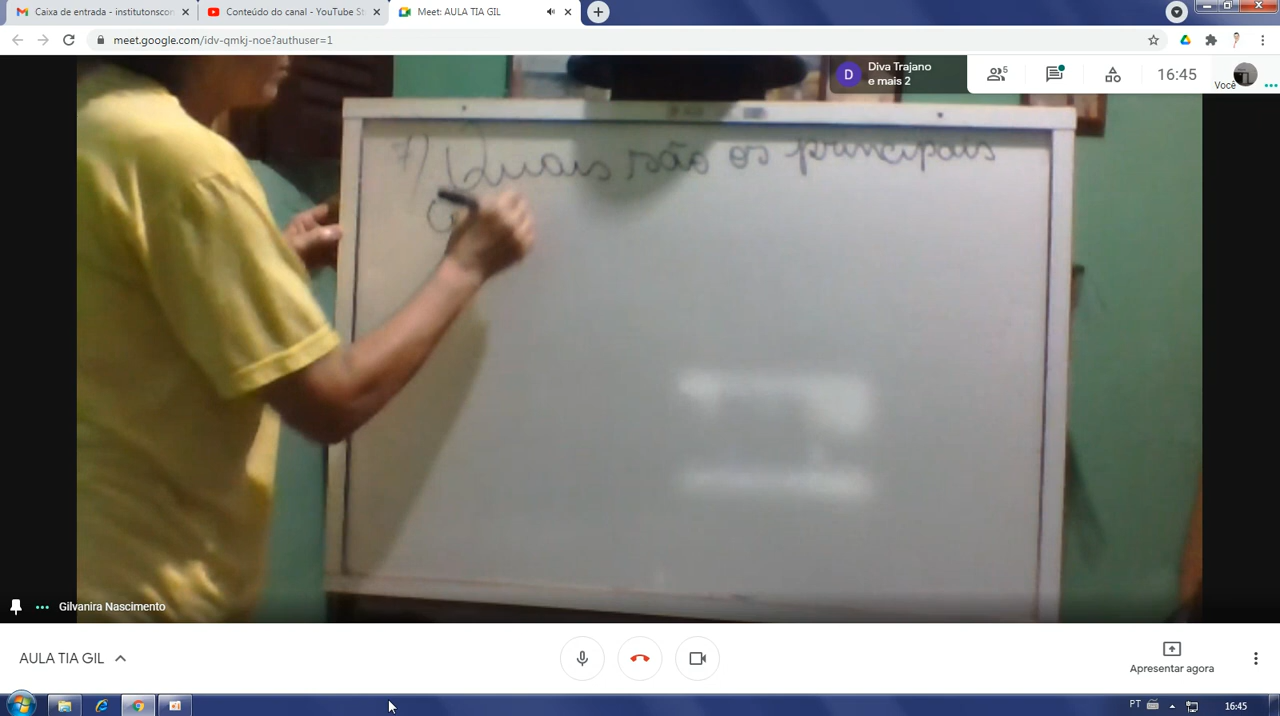 Caixa de entrada - institutonscon
Conteúdo do canal - YouTube St
Meet: AULA TIA GIL
meet.google.com/idv-qmkj-noe?authuser=1
D
Diva Trajano
e mais 2
5
16:45
Você
7) Quais são os principais
Gilvanira Nascimento
AULA TIA GIL
Apresentar agora
PT
16:45